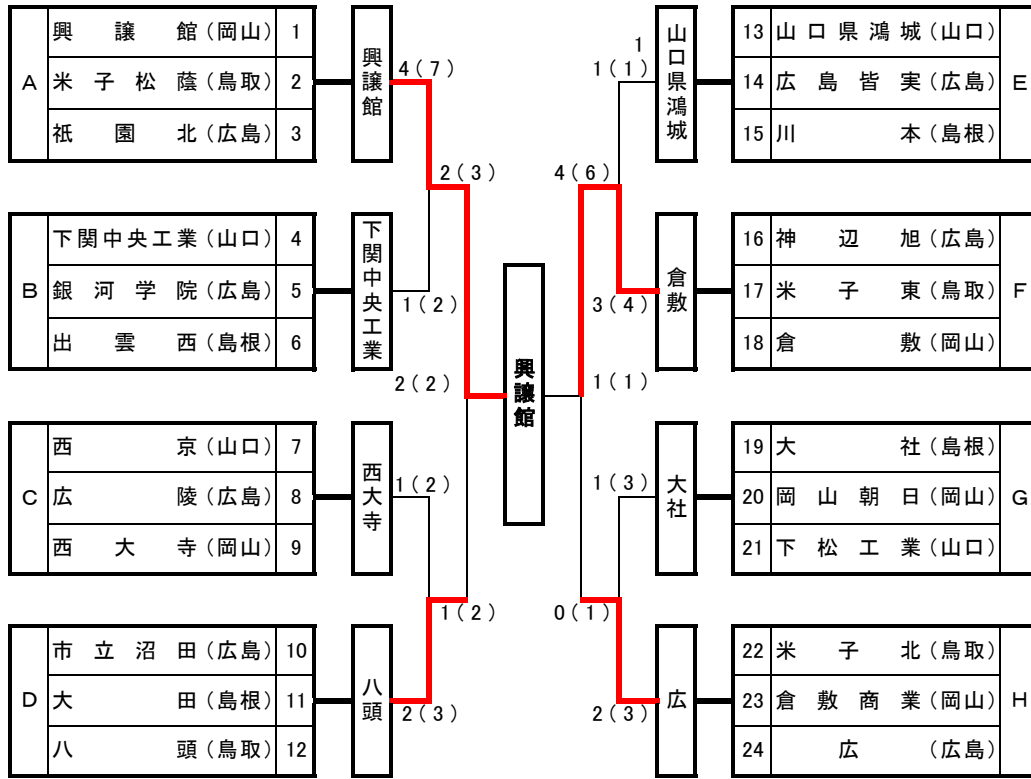 A
興譲館(岡山) 1
米子松蔭(鳥取) 2
祇園北(広島) 3
興譲館
4(7)
B
下関中央工業(山口) 4
銀河学院(広島) 5
出雲西(島根) 6
下関中央工業
1(2)
2(3)
C
西京(山口) 7
広陵(広島) 8
西大寺(岡山) 9
西大寺
1(2)
D
市立沼田(広島) 10
大田(島根) 11
八頭(鳥取) 12
八頭
2(3)
1(2)
2(2)
興譲館
1(1)
1
1(1)
山口県鴻城
13 山口県鴻城(山口)
14 広島皆実(広島)
15 川本(島根)
E
4(6)
3(4)
倉敷
16 神辺旭(広島)
17 米子東(鳥取)
18 倉敷(岡山)
F
1(3)
大社
19 大社(島根)
20 岡山朝日(岡山)
21 下松工業(山口)
G
0(1)
2(3)
広
22 米子北(鳥取)
23 倉敷商業(岡山)
24 広(広島)
H